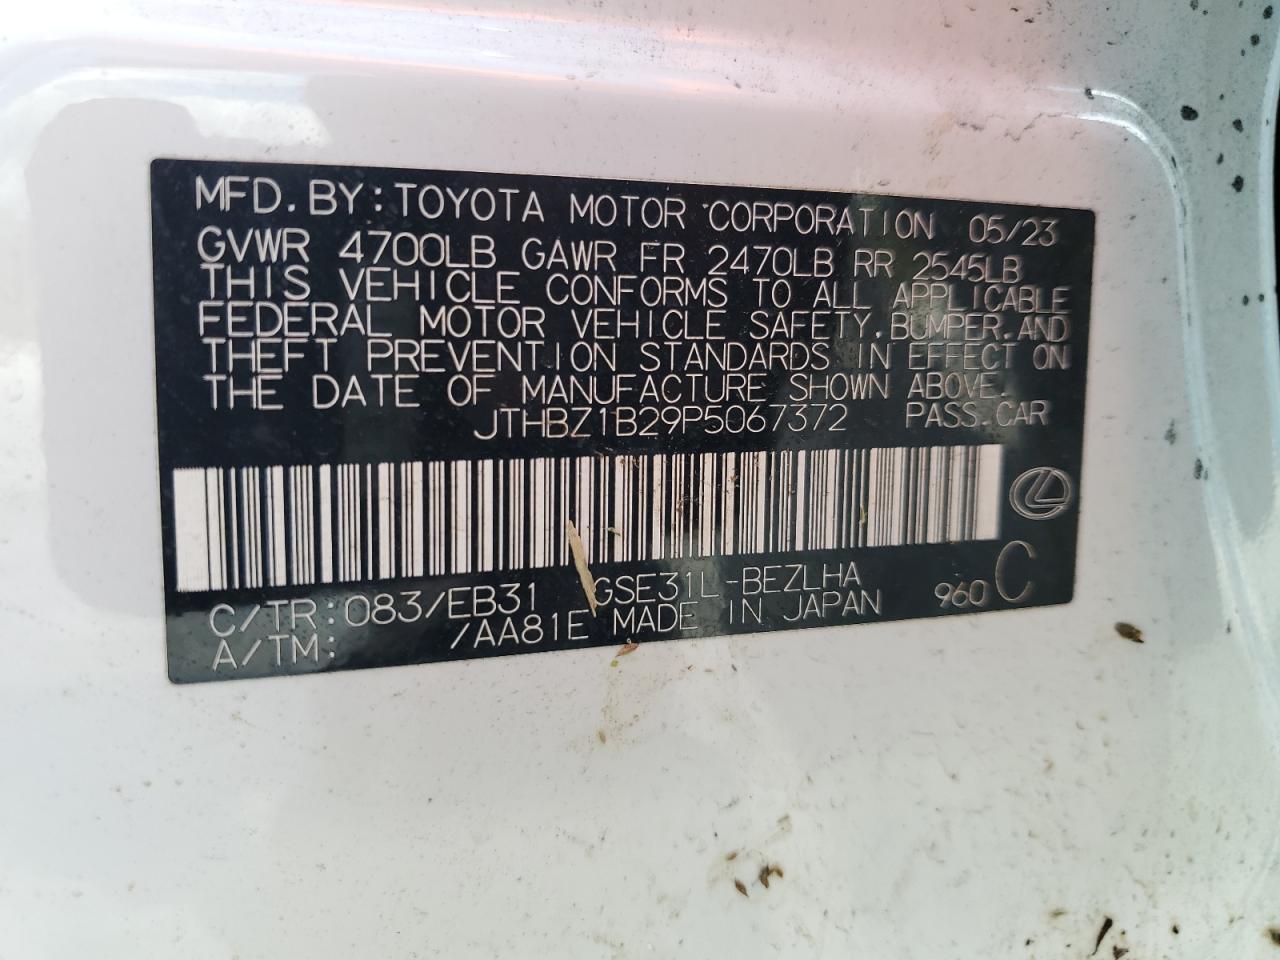 MFD. BY: TOYOTA MOTOR CORPORATION 05/23
GVWR 4700LB GAWR FR 2470LB RR 2545LB
THIS VEHICLE CONFORMS TO ALL APPLICABLE
FEDERAL MOTOR VEHICLE SAFETY, BUMPER, AND
THEFT PREVENTION STANDARDS IN EFFECT ON
THE DATE OF MANUFACTURE SHOWN ABOVE.
JTHBZ1B29P5067372 PASS. CAR
C/TR: 083/EB31 GSE31L-BEZLHA
A/TM: /AA81E MADE IN JAPAN 960 C